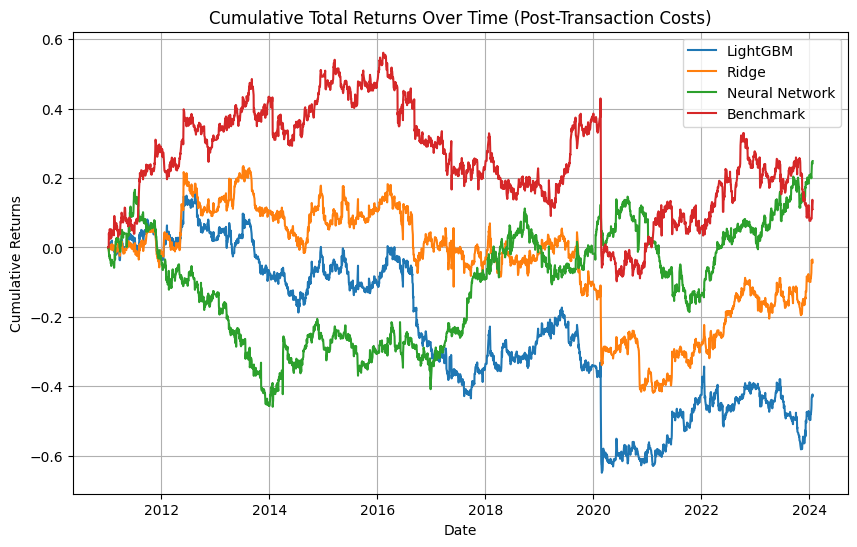 Cumulative Total Returns Over Time (Post-Transaction Costs)
LightGBM
Ridge
Neural Network
Benchmark
Cumulative Returns
0.6
0.4
0.2
0.0
−0.2
−0.4
−0.6
2012 2014 2016 2018 2020 2022 2024
Date